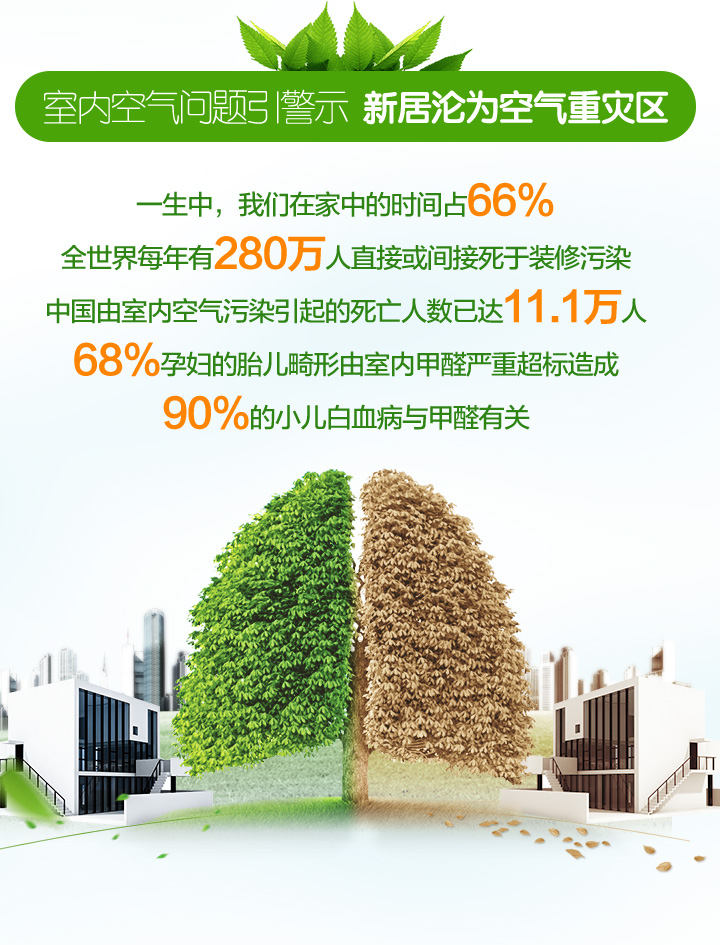 室内空气问题引警示 新居沦为空气重灾区
一生中，我们在家中的时间占66%
全世界每年有280万人直接或间接死于装修污染
中国由室内空气污染引起的死亡人数已达11.1万人
68%孕妇的胎儿畸形由室内甲醛严重超标造成
90%的小儿白血病与甲醛有关